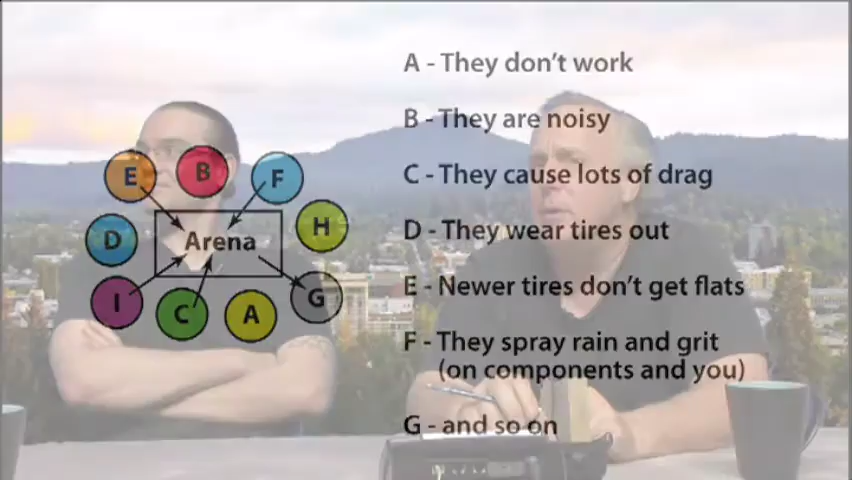 E
B
F
D
Arena
H
I
C
A
G
A - They don't work
B - They are noisy
C - They cause lots of drag
D - They wear tires out
E - Newer tires don't get flats
F - They spray rain and grit
(on components and you)
G - and so on